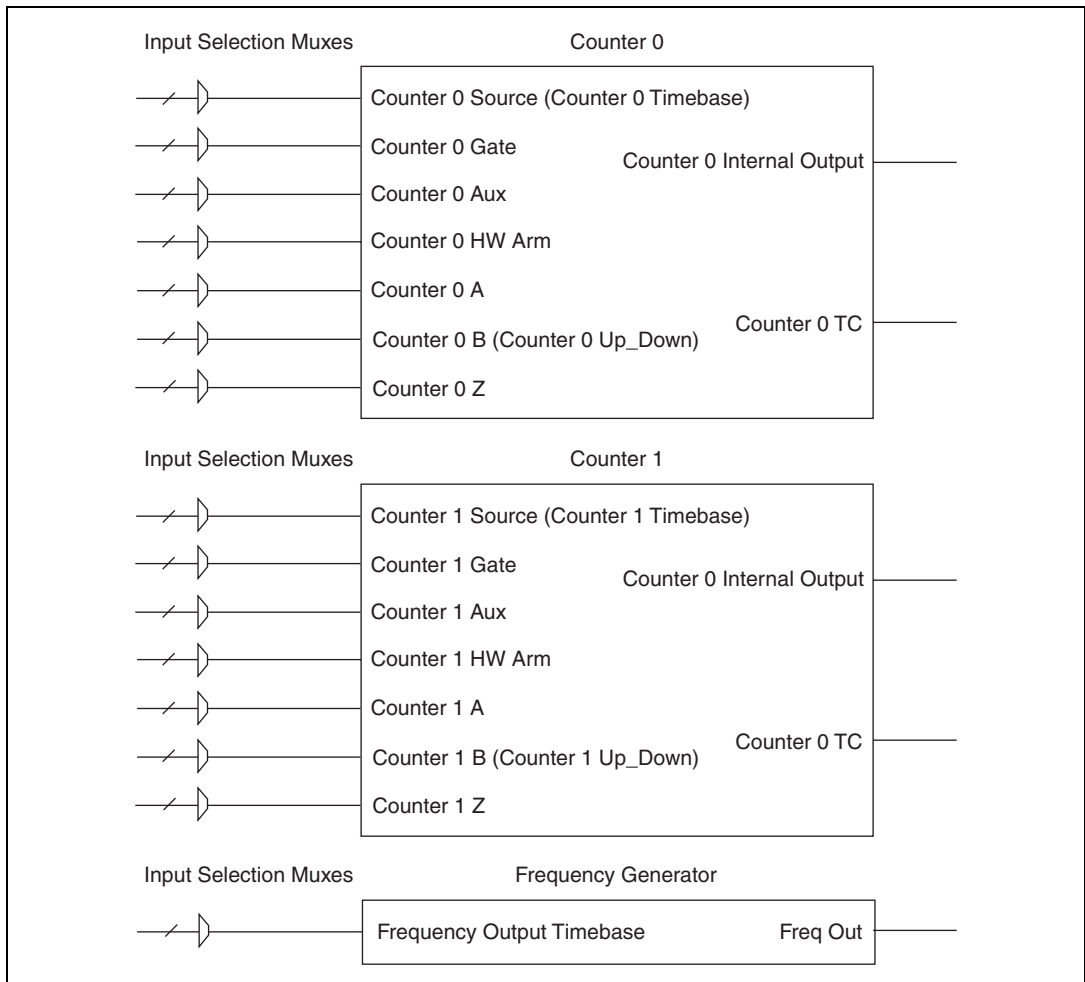 Input Selection Muxes
Counter 0
Counter 0 Source (Counter 0 Timebase)
Counter 0 Gate
Counter 0 Internal Output
Counter 0 Aux
Counter 0 HW Arm
Counter 0 A
Counter 0 TC
Counter 0 B (Counter 0 Up_Down)
Counter 0 Z
Input Selection Muxes
Counter 1
Counter 1 Source (Counter 1 Timebase)
Counter 1 Gate
Counter 0 Internal Output
Counter 1 Aux
Counter 1 HW Arm
Counter 1 A
Counter 0 TC
Counter 1 B (Counter 1 Up_Down)
Counter 1 Z
Input Selection Muxes
Frequency Generator
Frequency Output Timebase
Freq Out